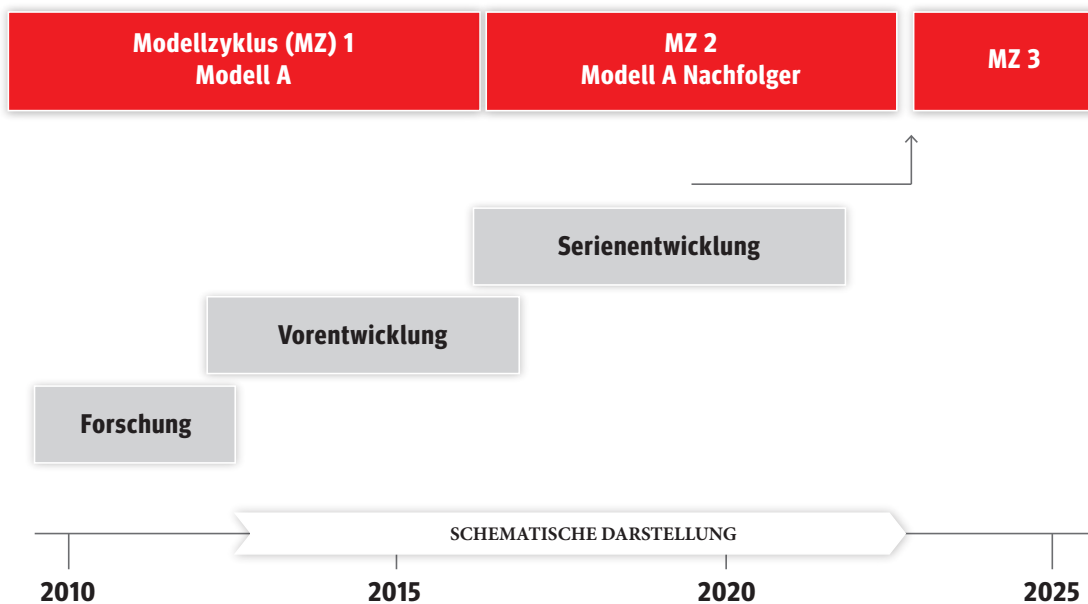 Modellzyklus (MZ) 1
Modell A
MZ 2
Modell A Nachfolger
MZ 3
Serienentwicklung
Vorentwicklung
Forschung
SCHEMATISCHE DARSTELLUNG
2010
2015
2020
2025